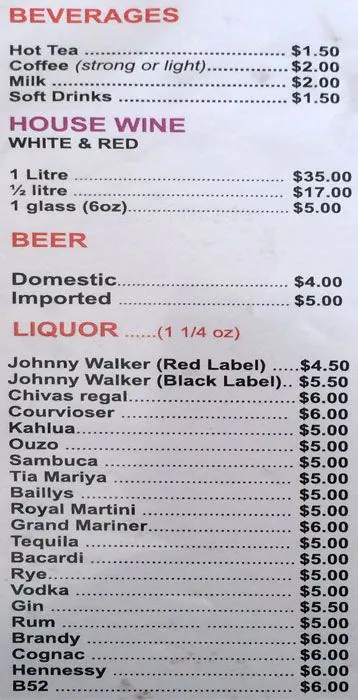 BEVERAGES
Hot Tea ........................................ $1.50
Coffee (strong or light)................ $2.00
Milk .............................................. $2.00
Soft Drinks .................................. $1.50
HOUSE WINE
WHITE & RED
1 Litre .......................................... $35.00
½ litre ........................................... $17.00
1 glass (6oz)................................ $5.00
BEER
Domestic.................................. $4.00
Imported ................................... $5.00
LIQUOR ......(1 1/4 oz)
Johnny Walker (Red Label) .....$4.50
Johnny Walker (Black Label).. $5.50
Chivas regal................................ $6.00
Courvioser .................................. $6.00
Kahlua.......................................... $5.00
Ouzo ............................................ $5.00
Sambuca ..................................... $5.00
Tia Mariya ................................... $5.00
Baillys .......................................... $5.00
Royal Martini .............................. $5.00
Grand Mariner............................. $6.00
Tequila ......................................... $5.00
Bacardi ........................................ $5.00
Rye................................................ $5.00
Vodka ........................................... $5.00
Gin ................................................ $5.50
Rum .............................................. $5.00
Brandy ......................................... $6.00
Cognac ........................................ $6.00
Hennessy .................................... $6.00
B52 ............................................... $6.00